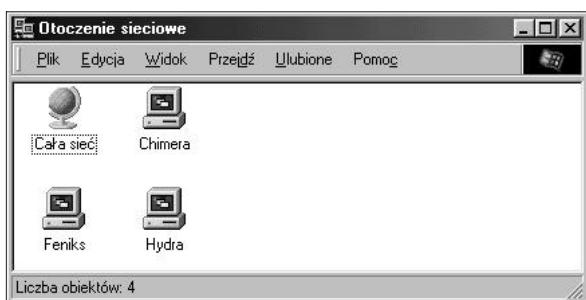 Otoczenie sieciowe
Plik Edycja Widok Przejdź Ulubione Pomoc
Cała sieć Chimera
Feniks Hydra
Liczba obiektów: 4